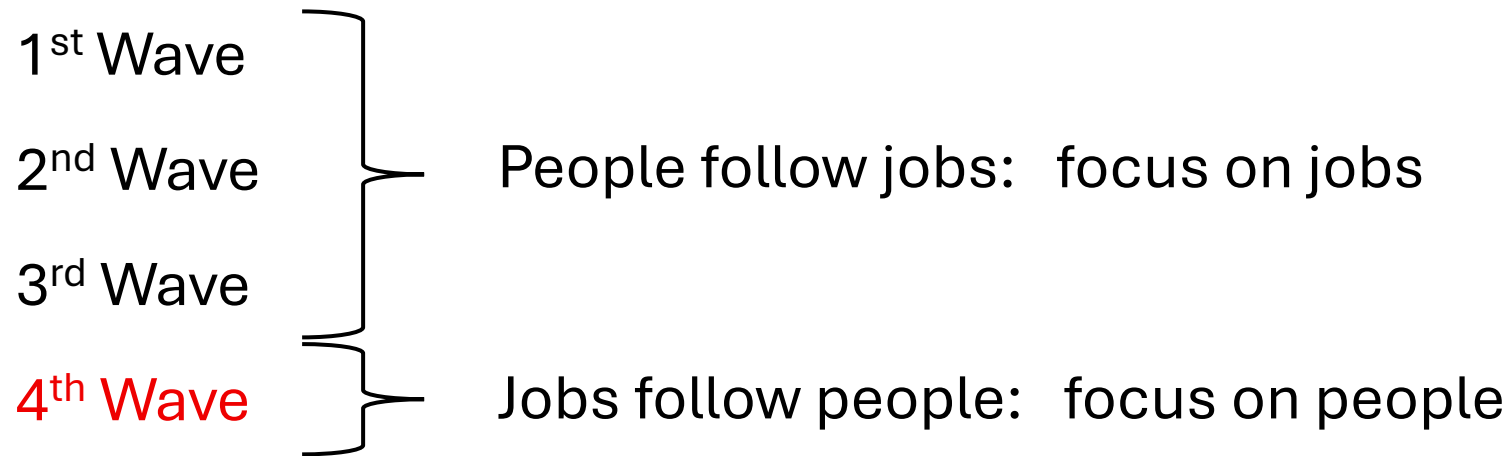 1st Wave
2nd Wave
People follow jobs: focus on jobs
3rd Wave
4th Wave
Jobs follow people: focus on people